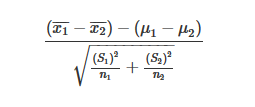 (x̅₁ − x̅₂) − (μ₁ − μ₂)
√( (S₁)²/n₁ + (S₂)²/n₂ )